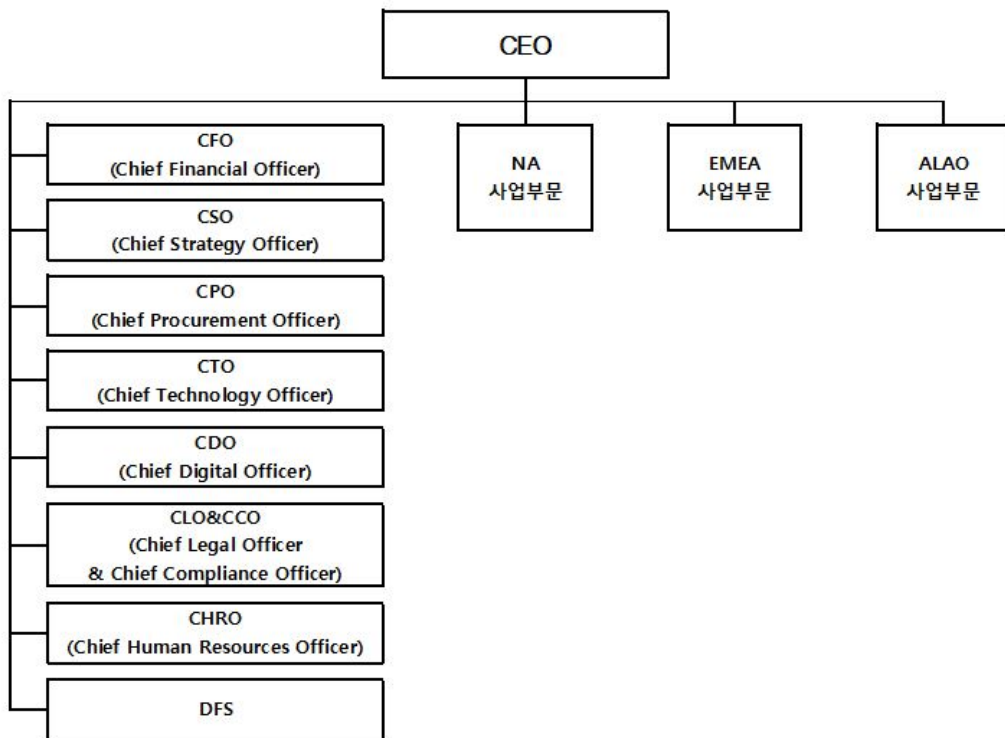 CEO
CFO
(Chief Financial Officer)
CSO
(Chief Strategy Officer)
CPO
(Chief Procurement Officer)
CTO
(Chief Technology Officer)
CDO
(Chief Digital Officer)
CLO&CCO
(Chief Legal Officer
& Chief Compliance Officer)
CHRO
(Chief Human Resources Officer)
DFS
NA
사업부문
EMEA
사업부문
ALAO
사업부문